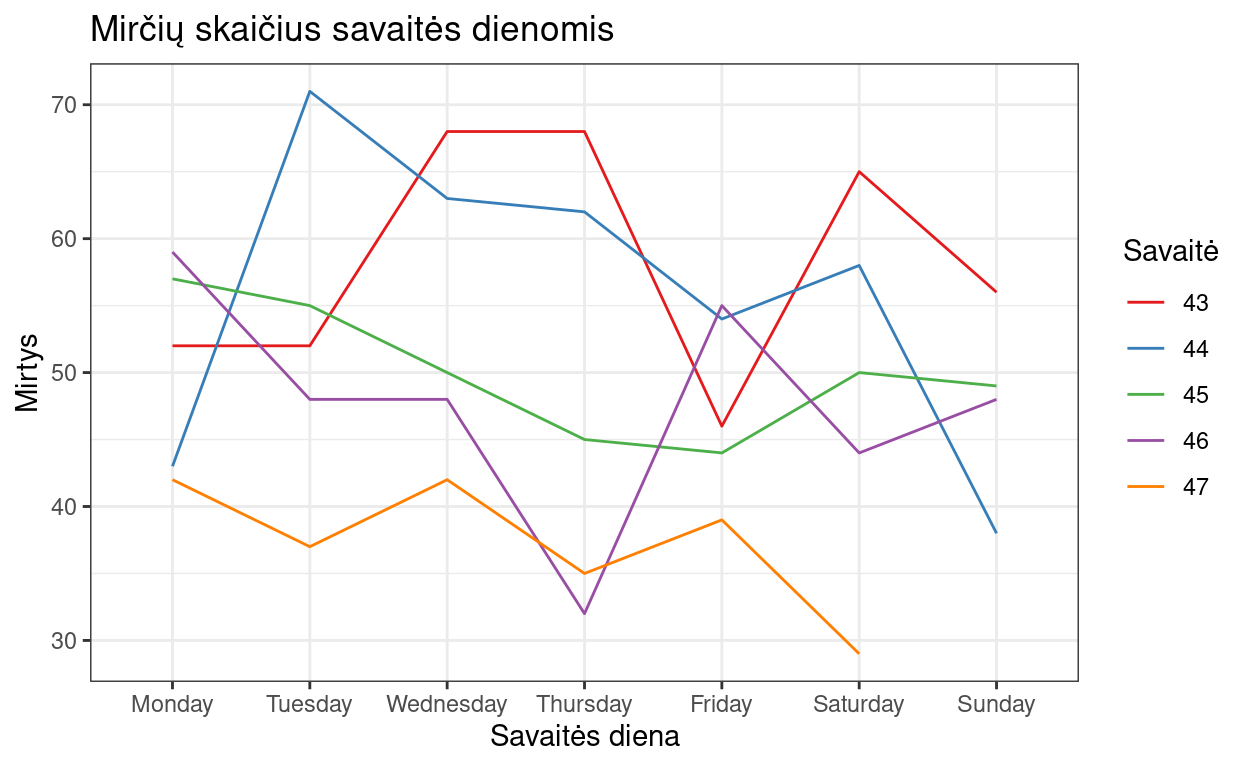 Mirčių skaičius savaitės dienomis
Mirtys
70
60
50
40
30
Monday Tuesday Wednesday Thursday Friday Saturday Sunday
Savaitės diena
Savaitė
43
44
45
46
47